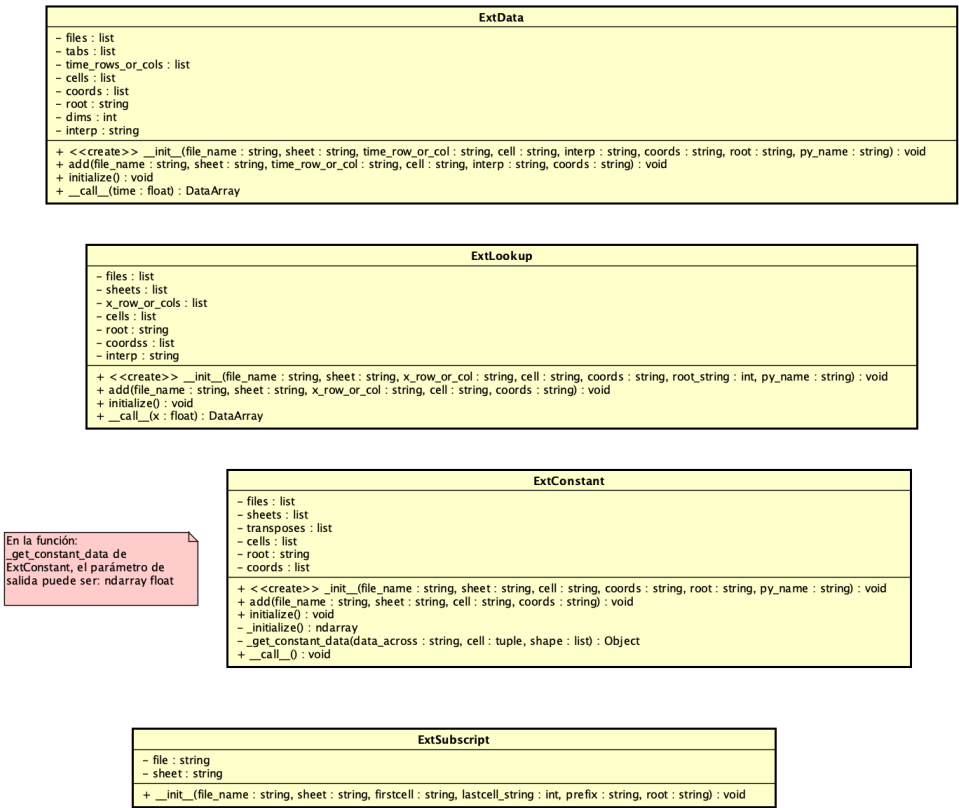 ExtData
– files : list
– tabs : list
– time_rows_or_cols : list
– cells : list
– coords : list
– root : string
– dims : int
– interp : string
+ <<create>> __init__(file_name : string, sheet : string, time_row_or_col : string, cell : string, interp : string, coords : string, root : string, py_name : string) : void
+ add(file_name : string, sheet : string, time_row_or_col : string, cell : string, interp : string, coords : string) : void
+ initialize() : void
+ __call__(time : float) : DataArray
ExtLookup
– files : list
– sheets : list
– x_row_or_cols : list
– cells : list
– root : string
– coordss : list
– interp : string
+ <<create>> __init__(file_name : string, sheet : string, x_row_or_col : string, cell : string, coords : string, root_string : int, py_name : string) : void
+ add(file_name : string, sheet : string, x_row_or_col : string, cell : string, coords : string) : void
+ initialize() : void
+ __call__(x : float) : DataArray
ExtConstant
– files : list
– sheets : list
– transposes : list
– cells : list
– root : string
– coords : list
+ <<create>> _init__(file_name : string, sheet : string, cell : string, coords : string, root : string, py_name : string) : void
+ add(file_name : string, sheet : string, cell : string, coords : string) : void
+ initialize() : void
– _initialize() : ndarray
– _get_constant_data(data_across : string, cell : tuple, shape : list) : Object
+ __call__() : void
En la función:
_get_constant_data de
ExtConstant, el parámetro de
salida puede ser: ndarray float
ExtSubscript
– file : string
– sheet : string
+ __init__(file_name : string, sheet : string, firstcell : string, lastcell_string : int, prefix : string, root : string) : void